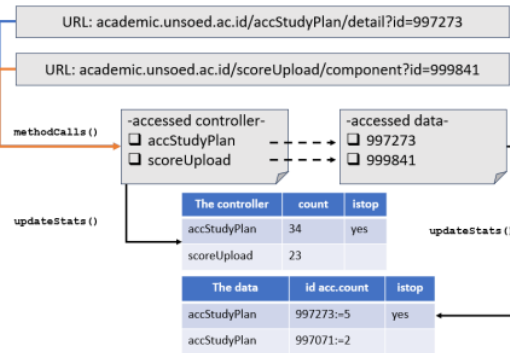 URL: academic.unsoed.ac.id/accStudyPlan/detail?id=997273
URL: academic.unsoed.ac.id/scoreUpload/component?id=999841
methodCalls()
-accessed controller-
accStudyPlan
scoreUpload
-accessed data-
997273
999841
updateStats()
The controller count istop
accStudyPlan 34 yes
scoreUpload 23
updateStats()
The data id acc.count istop
accStudyPlan 997273:=5 yes
accStudyPlan 997071:=2